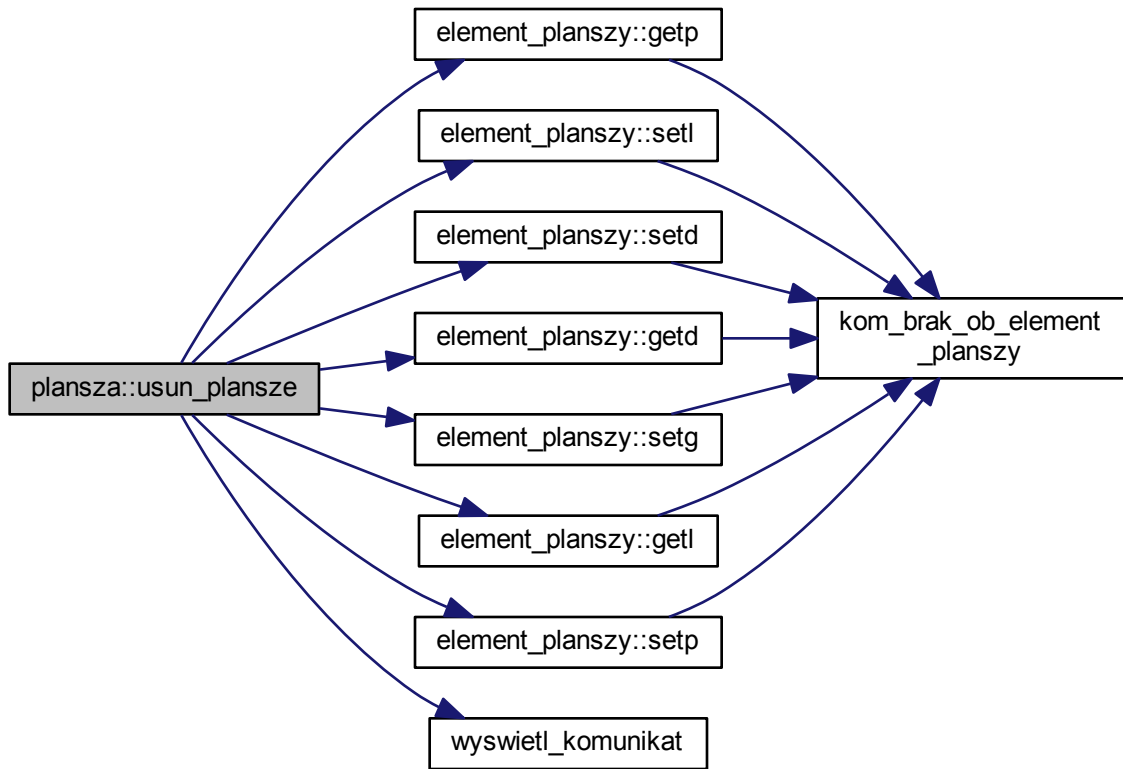 element_planszy::getp
element_planszy::setl
element_planszy::setd
element_planszy::getd
plansza::usun_plansze
element_planszy::setg
element_planszy::getl
element_planszy::setp
wyswietl_komunikat
kom_brak_ob_element
_planszy